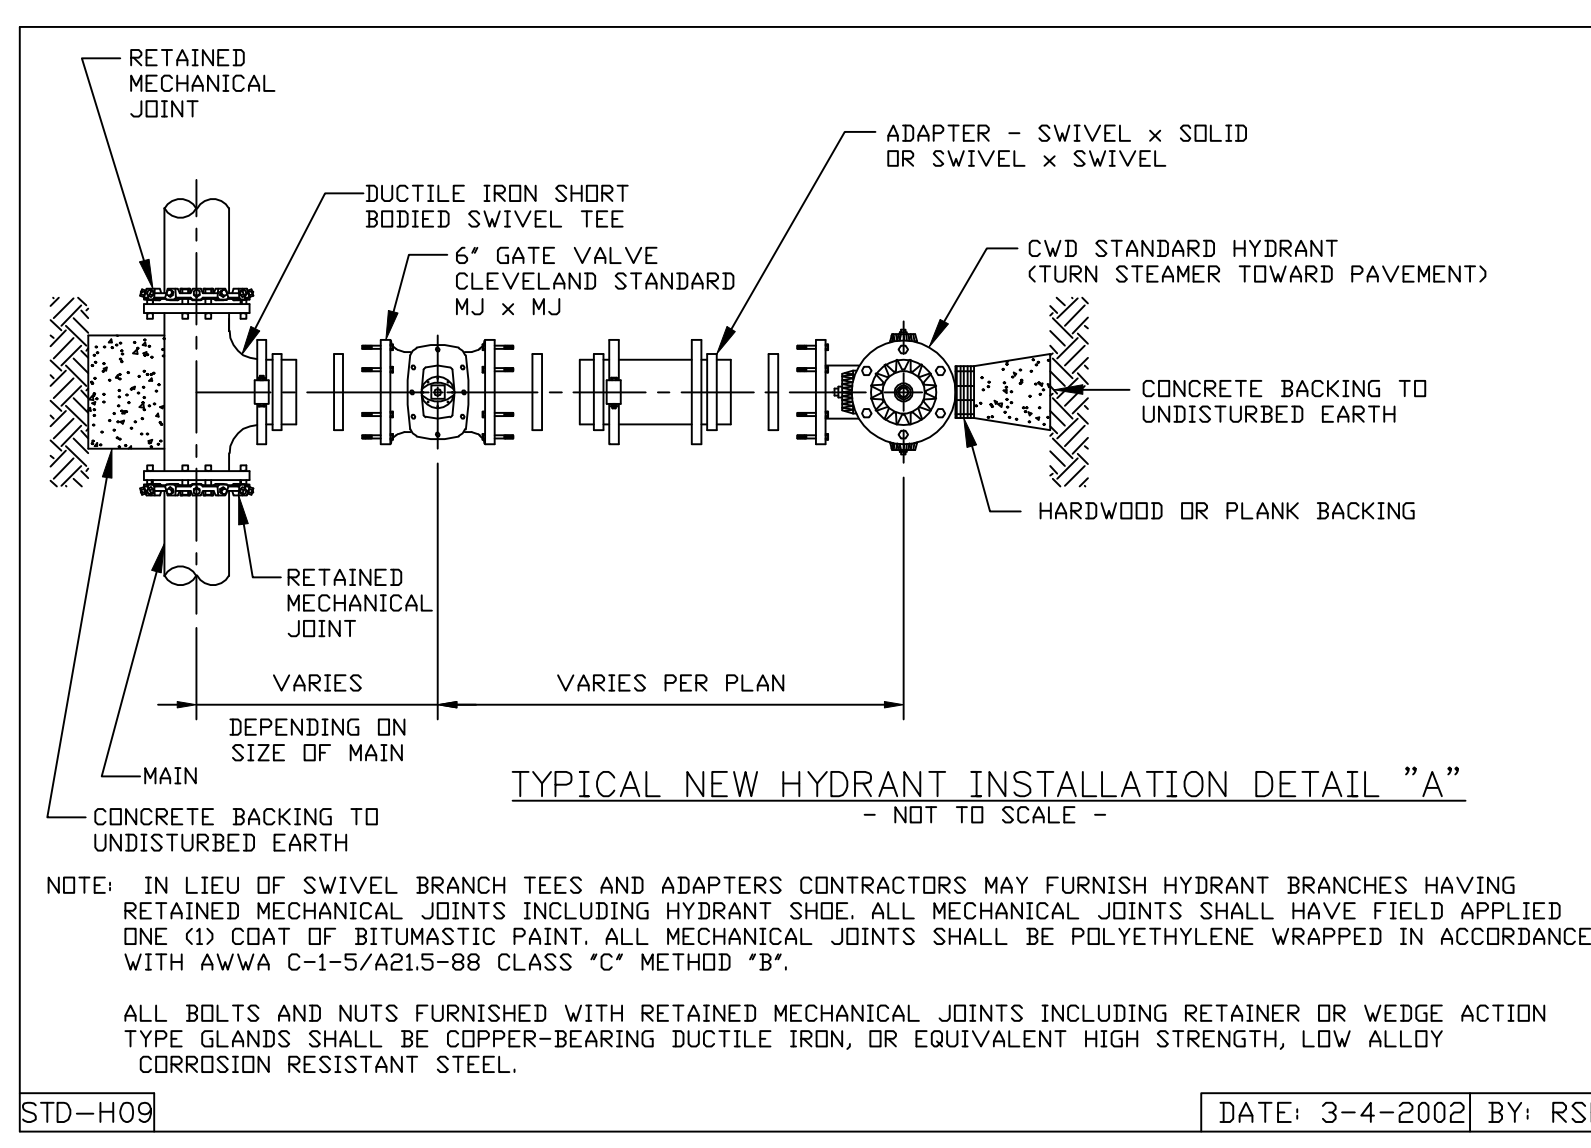 RETAINED
MECHANICAL
JOINT
ADAPTER - SWIVEL x SOLID
OR SWIVEL x SWIVEL
DUCTILE IRON SHORT
BODIED SWIVEL TEE
6" GATE VALVE
CLEVELAND STANDARD
MJ x MJ
CWD STANDARD HYDRANT
(TURN STEAMER TOWARD PAVEMENT)
CONCRETE BACKING TO
UNDISTURBED EARTH
HARDWOOD OR PLANK BACKING
RETAINED
MECHANICAL
JOINT
VARIES
DEPENDING ON
SIZE OF MAIN
VARIES PER PLAN
MAIN
CONCRETE BACKING TO
UNDISTURBED EARTH
TYPICAL NEW HYDRANT INSTALLATION DETAIL "A"
- NOT TO SCALE -
NOTE: IN LIEU OF SWIVEL BRANCH TEES AND ADAPTERS CONTRACTORS MAY FURNISH HYDRANT BRANCHES HAVING
RETAINED MECHANICAL JOINTS INCLUDING HYDRANT SHOE. ALL MECHANICAL JOINTS SHALL HAVE FIELD APPLIED
ONE (1) COAT OF BITUMASTIC PAINT. ALL MECHANICAL JOINTS SHALL BE POLYETHYLENE WRAPPED IN ACCORDANCE
WITH AWWA C-1-5/A21.5-88 CLASS "C" METHOD "B".
ALL BOLTS AND NUTS FURNISHED WITH RETAINED MECHANICAL JOINTS INCLUDING RETAINER OR WEDGE ACTION
TYPE GLANDS SHALL BE COPPER-BEARING DUCTILE IRON, OR EQUIVALENT HIGH STRENGTH, LOW ALLOY
CORROSION RESISTANT STEEL.
STD-H09
DATE: 3-4-2002
BY: